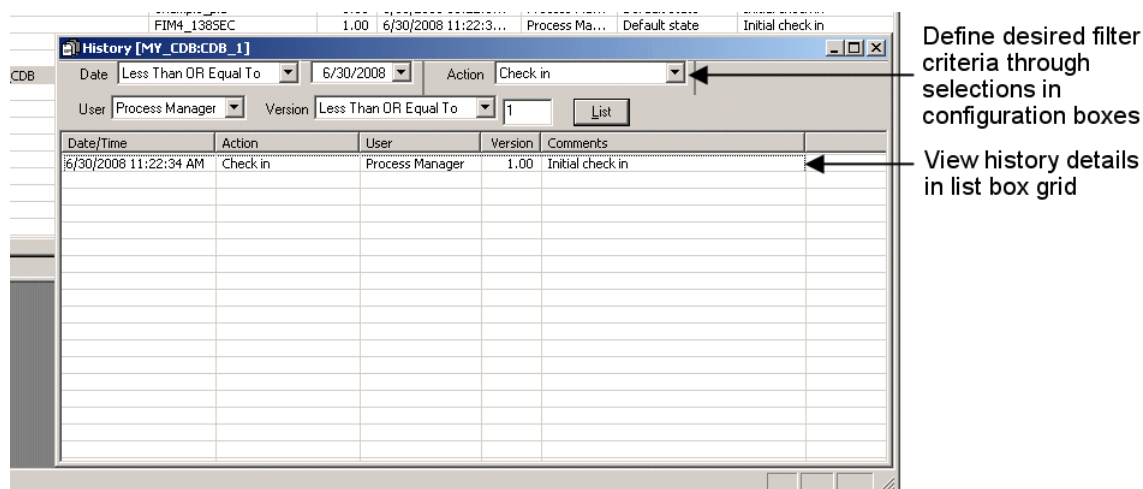 FIM4_138SEC 1.00 6/30/2008 11:22:3... Process Ma... Default state Initial check in
History [MY_CDB:CDB_1]
CDB
Date Less Than OR Equal To 6/30/2008 Action Check in
User Process Manager Version Less Than OR Equal To 1 List
Date/Time Action User Version Comments
6/30/2008 11:22:34 AM Check in Process Manager 1.00 Initial check in
Define desired filter
criteria through
selections in
configuration boxes
View history details
in list box grid